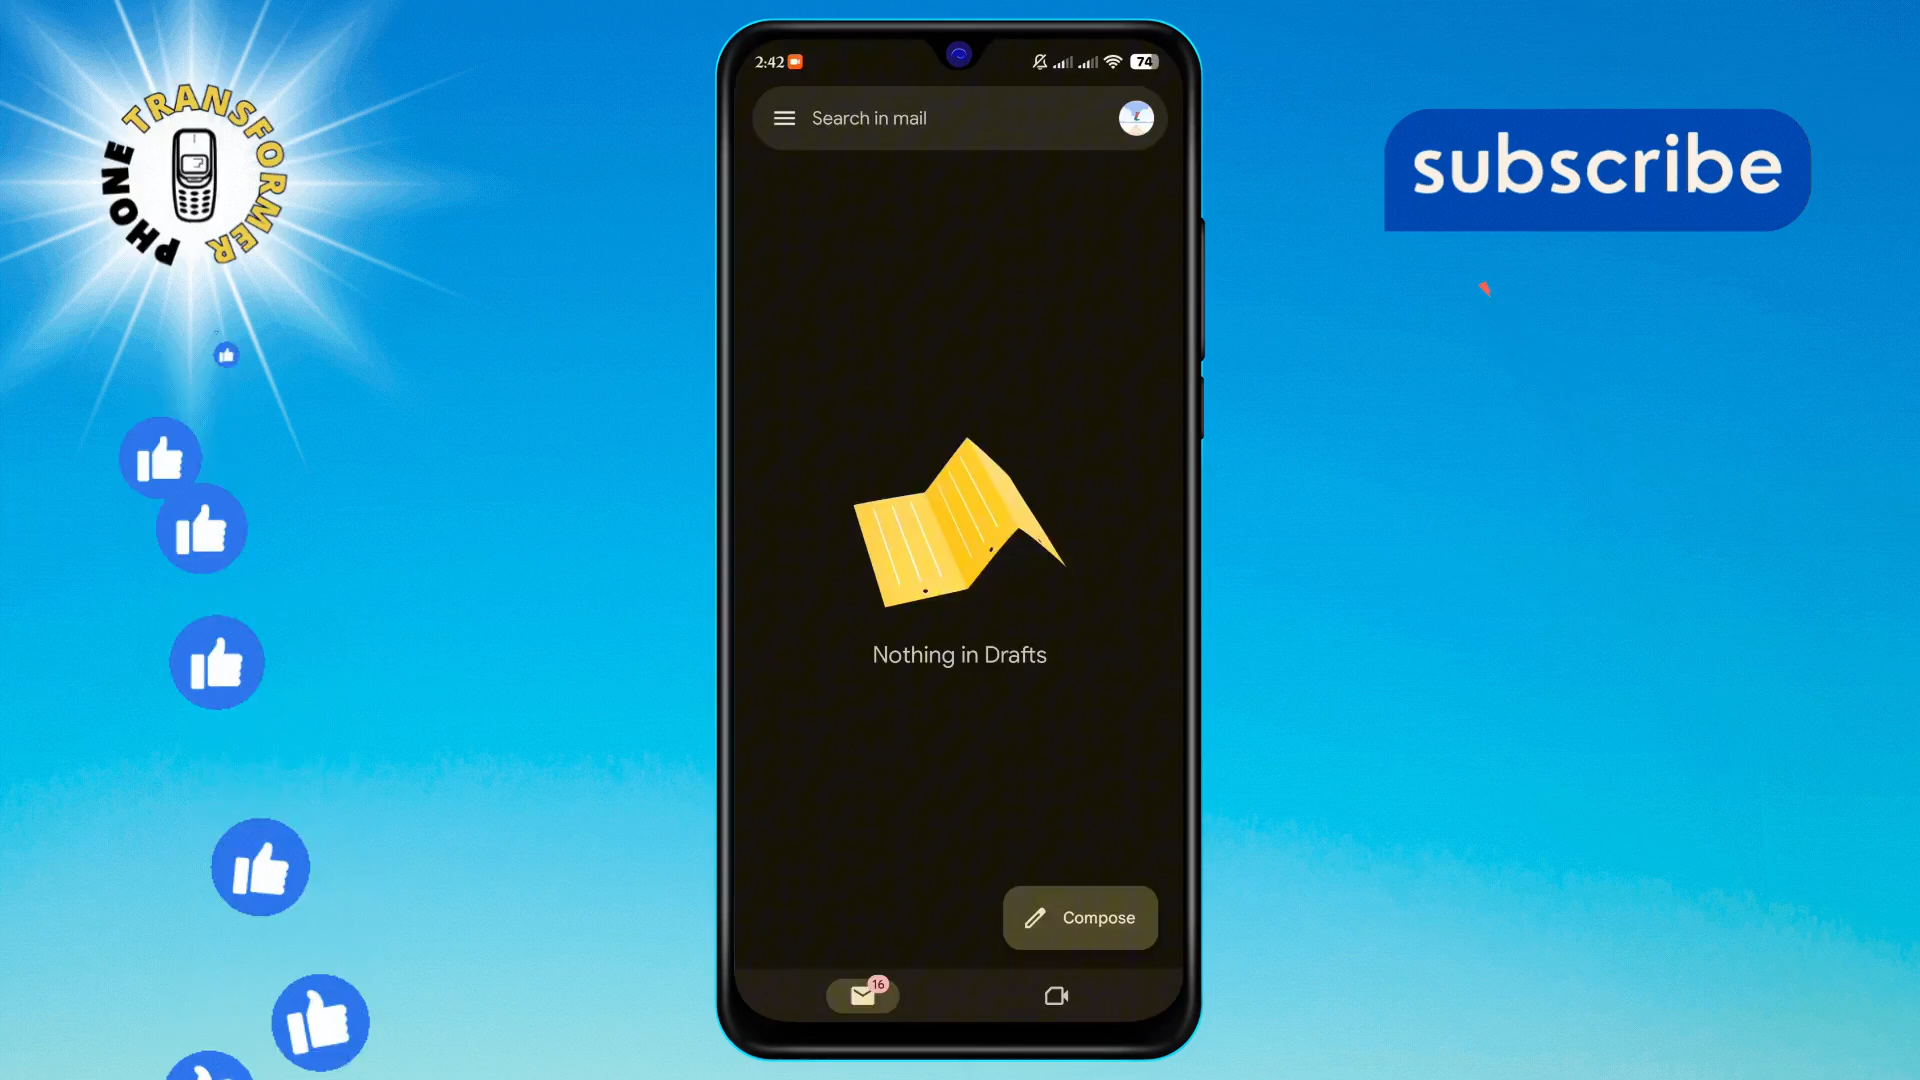 PHONE TRANSFORMER
subscribe
2:42
74
Search in mail
Nothing in Drafts
Compose
16